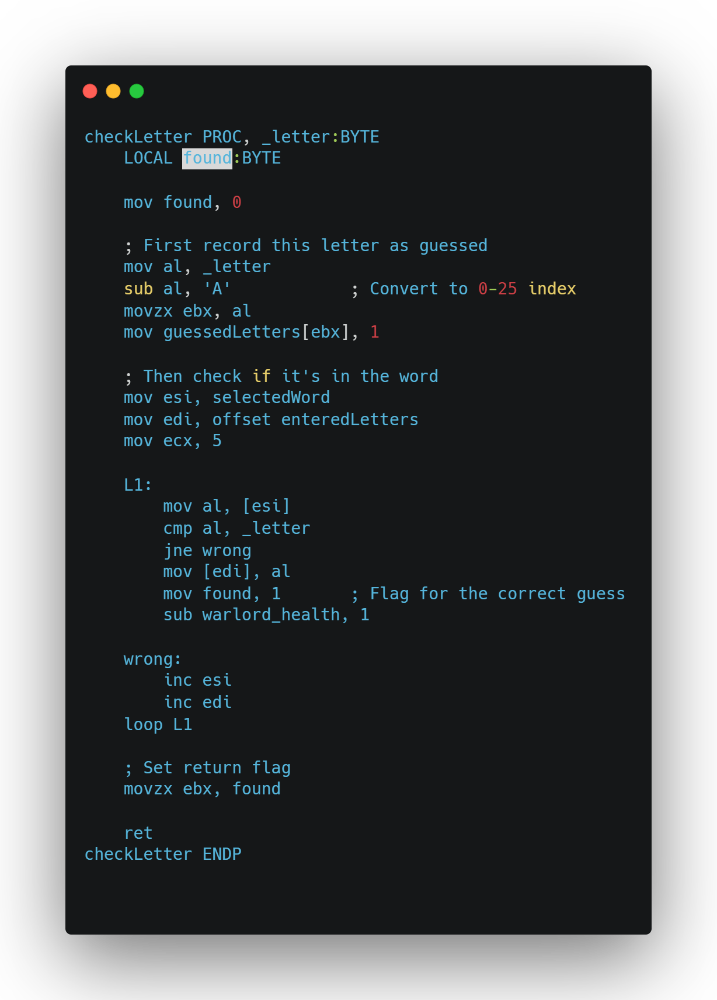 checkLetter PROC, _letter:BYTE
    LOCAL found:BYTE

    mov found, 0

    ; First record this letter as guessed
    mov al, _letter
    sub al, 'A'            ; Convert to 0-25 index
    movzx ebx, al
    mov guessedLetters[ebx], 1

    ; Then check if it's in the word
    mov esi, selectedWord
    mov edi, offset enteredLetters
    mov ecx, 5

    L1:
        mov al, [esi]
        cmp al, _letter
        jne wrong
        mov [edi], al
        mov found, 1       ; Flag for the correct guess
        sub warlord_health, 1

    wrong:
        inc esi
        inc edi
    loop L1

    ; Set return flag
    movzx ebx, found

    ret
checkLetter ENDP